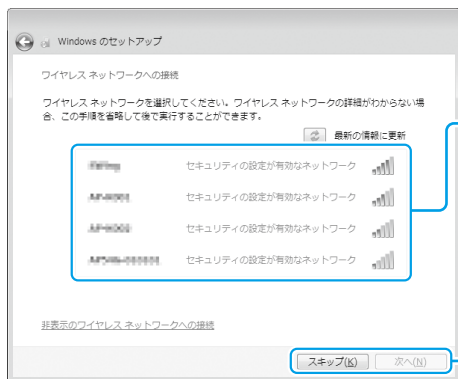 Windows のセットアップ
ワイヤレス ネットワークへの接続
ワイヤレス ネットワークを選択してください。ワイヤレス ネットワークの詳細がわからない場
合、この手順を省略して後で実行することができます。
最新の情報に更新
セキュリティの設定が有効なネットワーク
セキュリティの設定が有効なネットワーク
セキュリティの設定が有効なネットワーク
セキュリティの設定が有効なネットワーク
非表示のワイヤレス ネットワークへの接続
スキップ(K) 次へ(N)